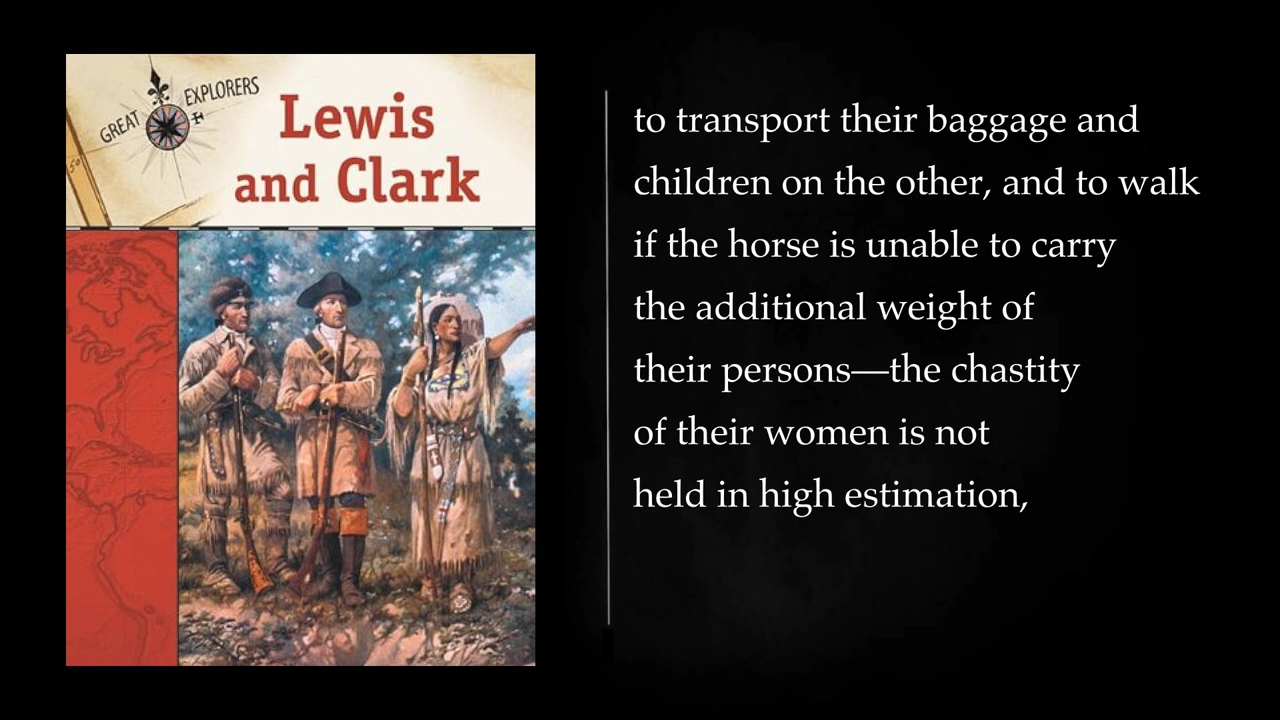 GREAT EXPLORERS
Lewis
and Clark
50
to transport their baggage and
children on the other, and to walk
if the horse is unable to carry
the additional weight of
their persons—the chastity
of their women is not
held in high estimation,